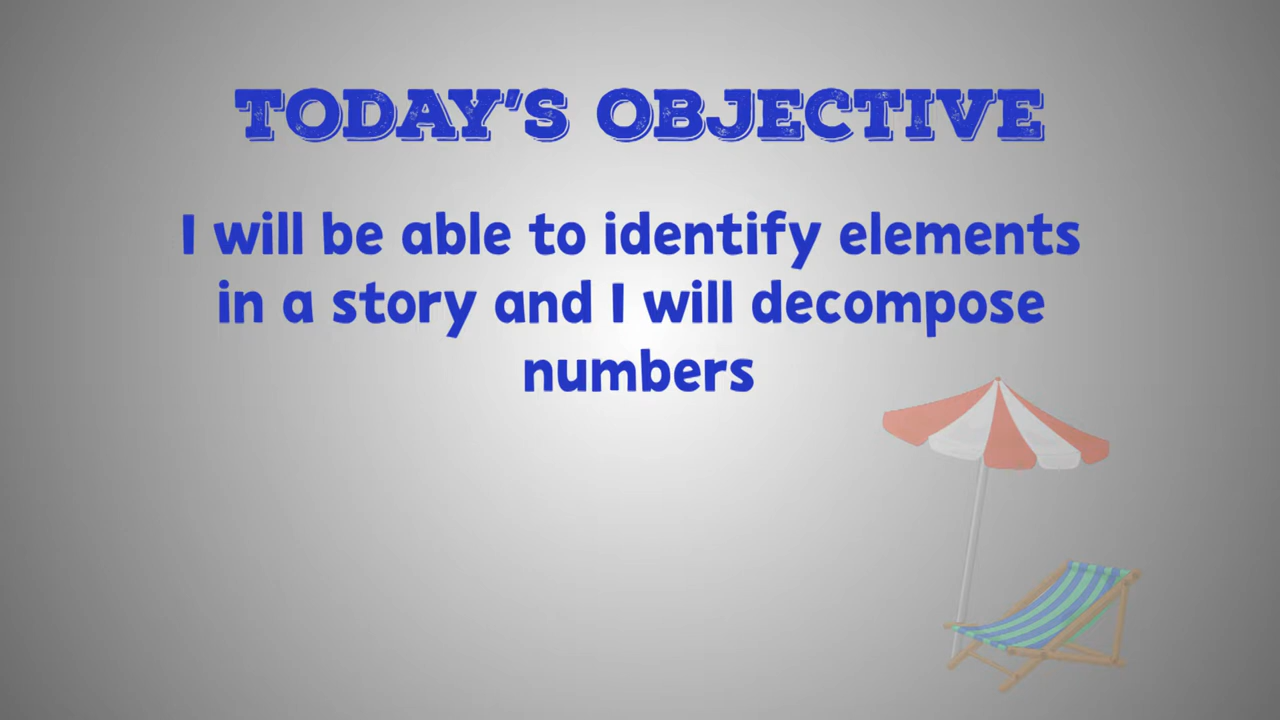 TODAY'S OBJECTIVE
I will be able to identify elements
in a story and I will decompose
numbers